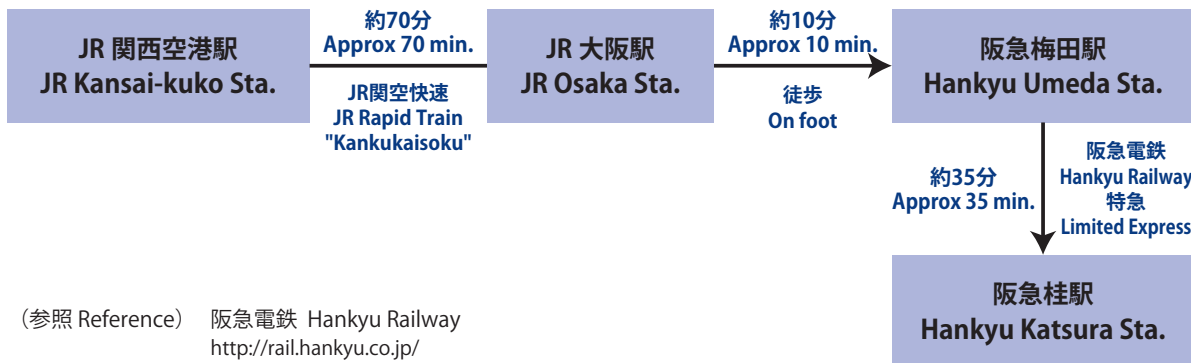 JR 関西空港駅
JR Kansai-kuko Sta.
約70分
Approx 70 min.
JR関空快速
JR Rapid Train
"Kankukaisoku"
JR 大阪駅
JR Osaka Sta.
約10分
Approx 10 min.
徒歩
On foot
阪急梅田駅
Hankyu Umeda Sta.
約35分
Approx 35 min.
阪急電鉄
Hankyu Railway
特急
Limited Express
阪急桂駅
Hankyu Katsura Sta.
（参照 Reference） 阪急電鉄 Hankyu Railway
http://rail.hankyu.co.jp/